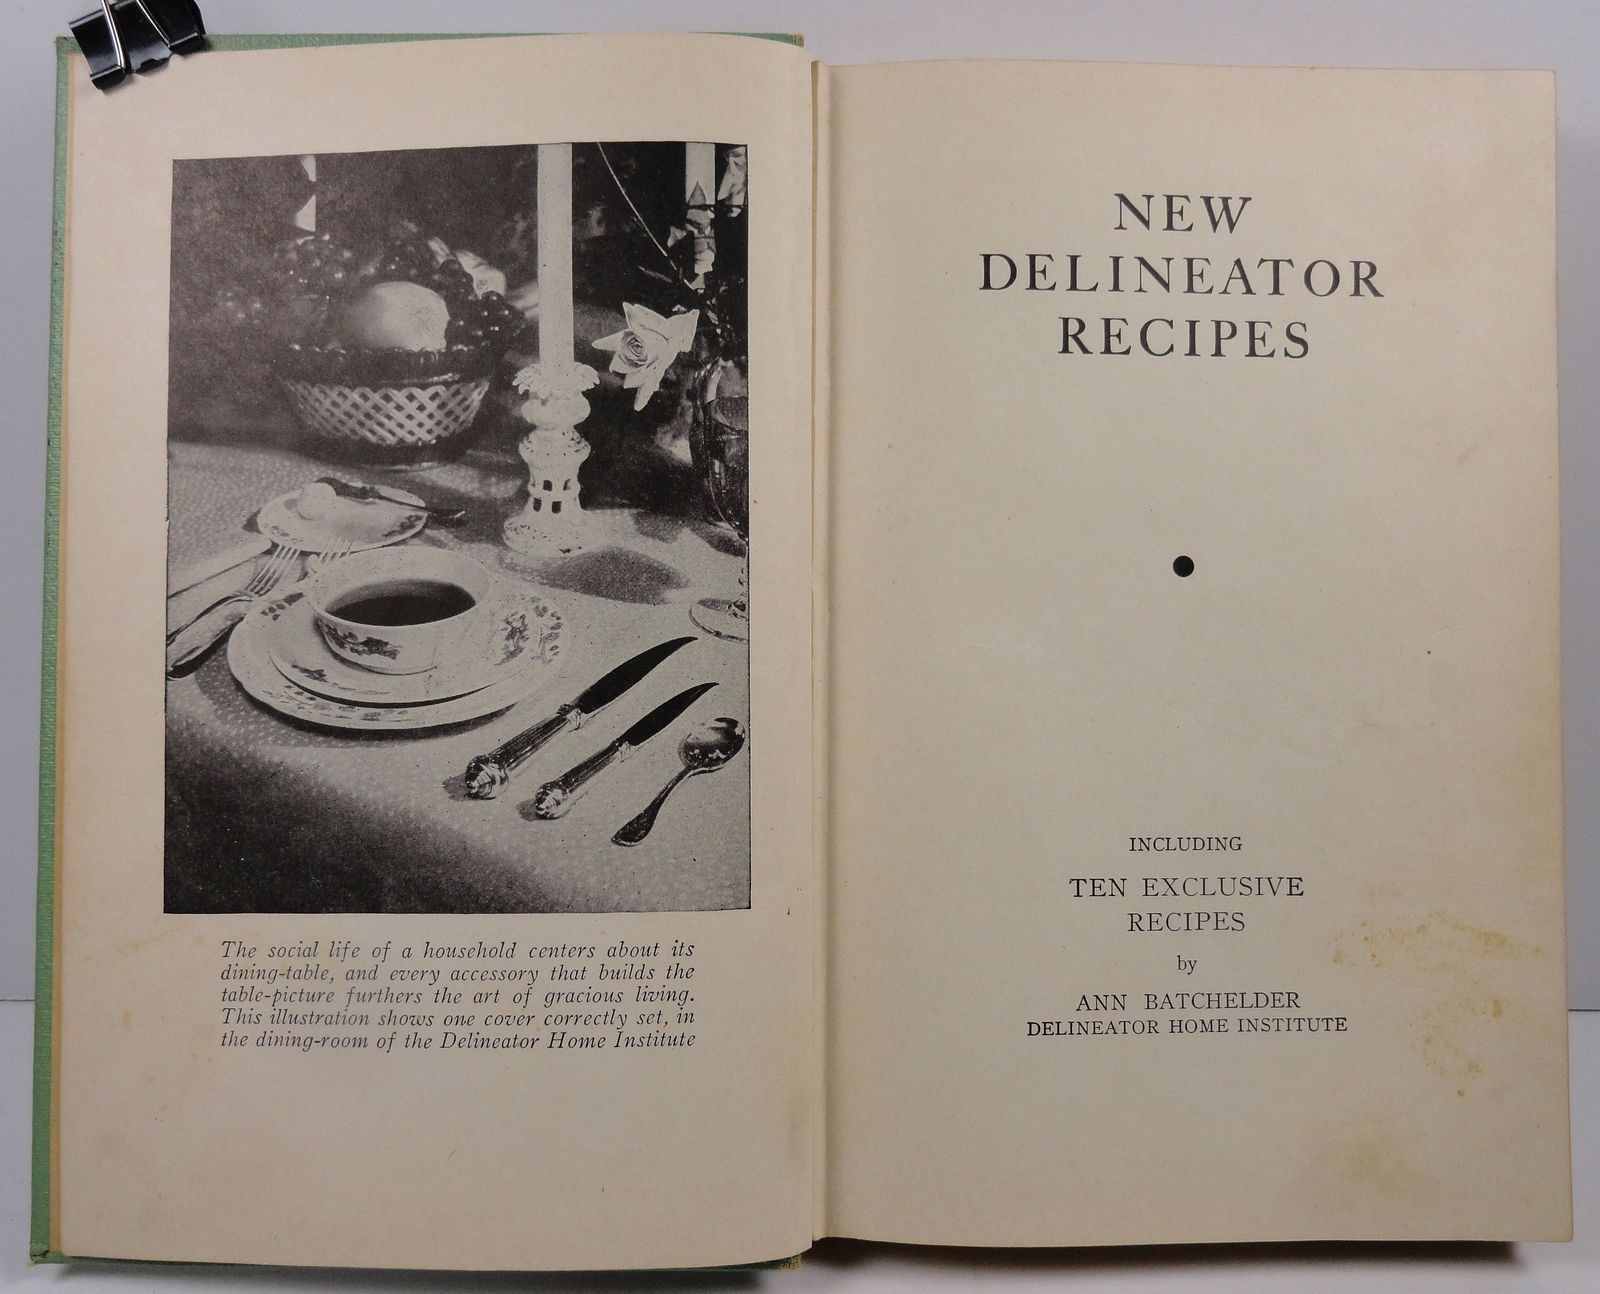 The social life of a household centers about its
dining-table, and every accessory that builds the
table-picture furthers the art of gracious living.
This illustration shows one cover correctly set, in
the dining-room of the Delineator Home Institute
NEW
DELINEATOR
RECIPES
INCLUDING
TEN EXCLUSIVE
RECIPES
by
ANN BATCHELDER
DELINEATOR HOME INSTITUTE